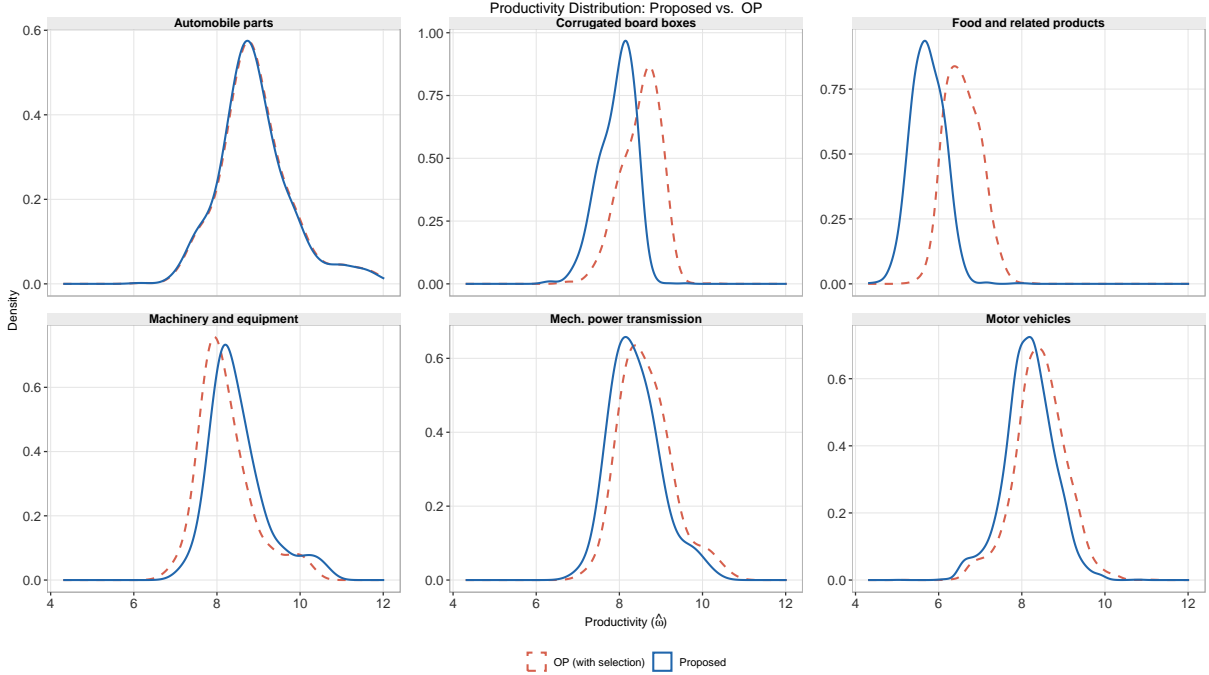 Productivity Distribution: Proposed vs. OP
Automobile parts
Corrugated board boxes
Food and related products
0.6
0.4
0.2
0.0
1.00
0.75
0.50
0.25
0.00
0.75
0.50
0.25
0.00
Density
Machinery and equipment
Mech. power transmission
Motor vehicles
0.6
0.4
0.2
0.0
0.6
0.4
0.2
0.0
0.6
0.4
0.2
0.0
4 6 8 10 12
4 6 8 10 12
4 6 8 10 12
Productivity (ω̂)
OP (with selection) Proposed